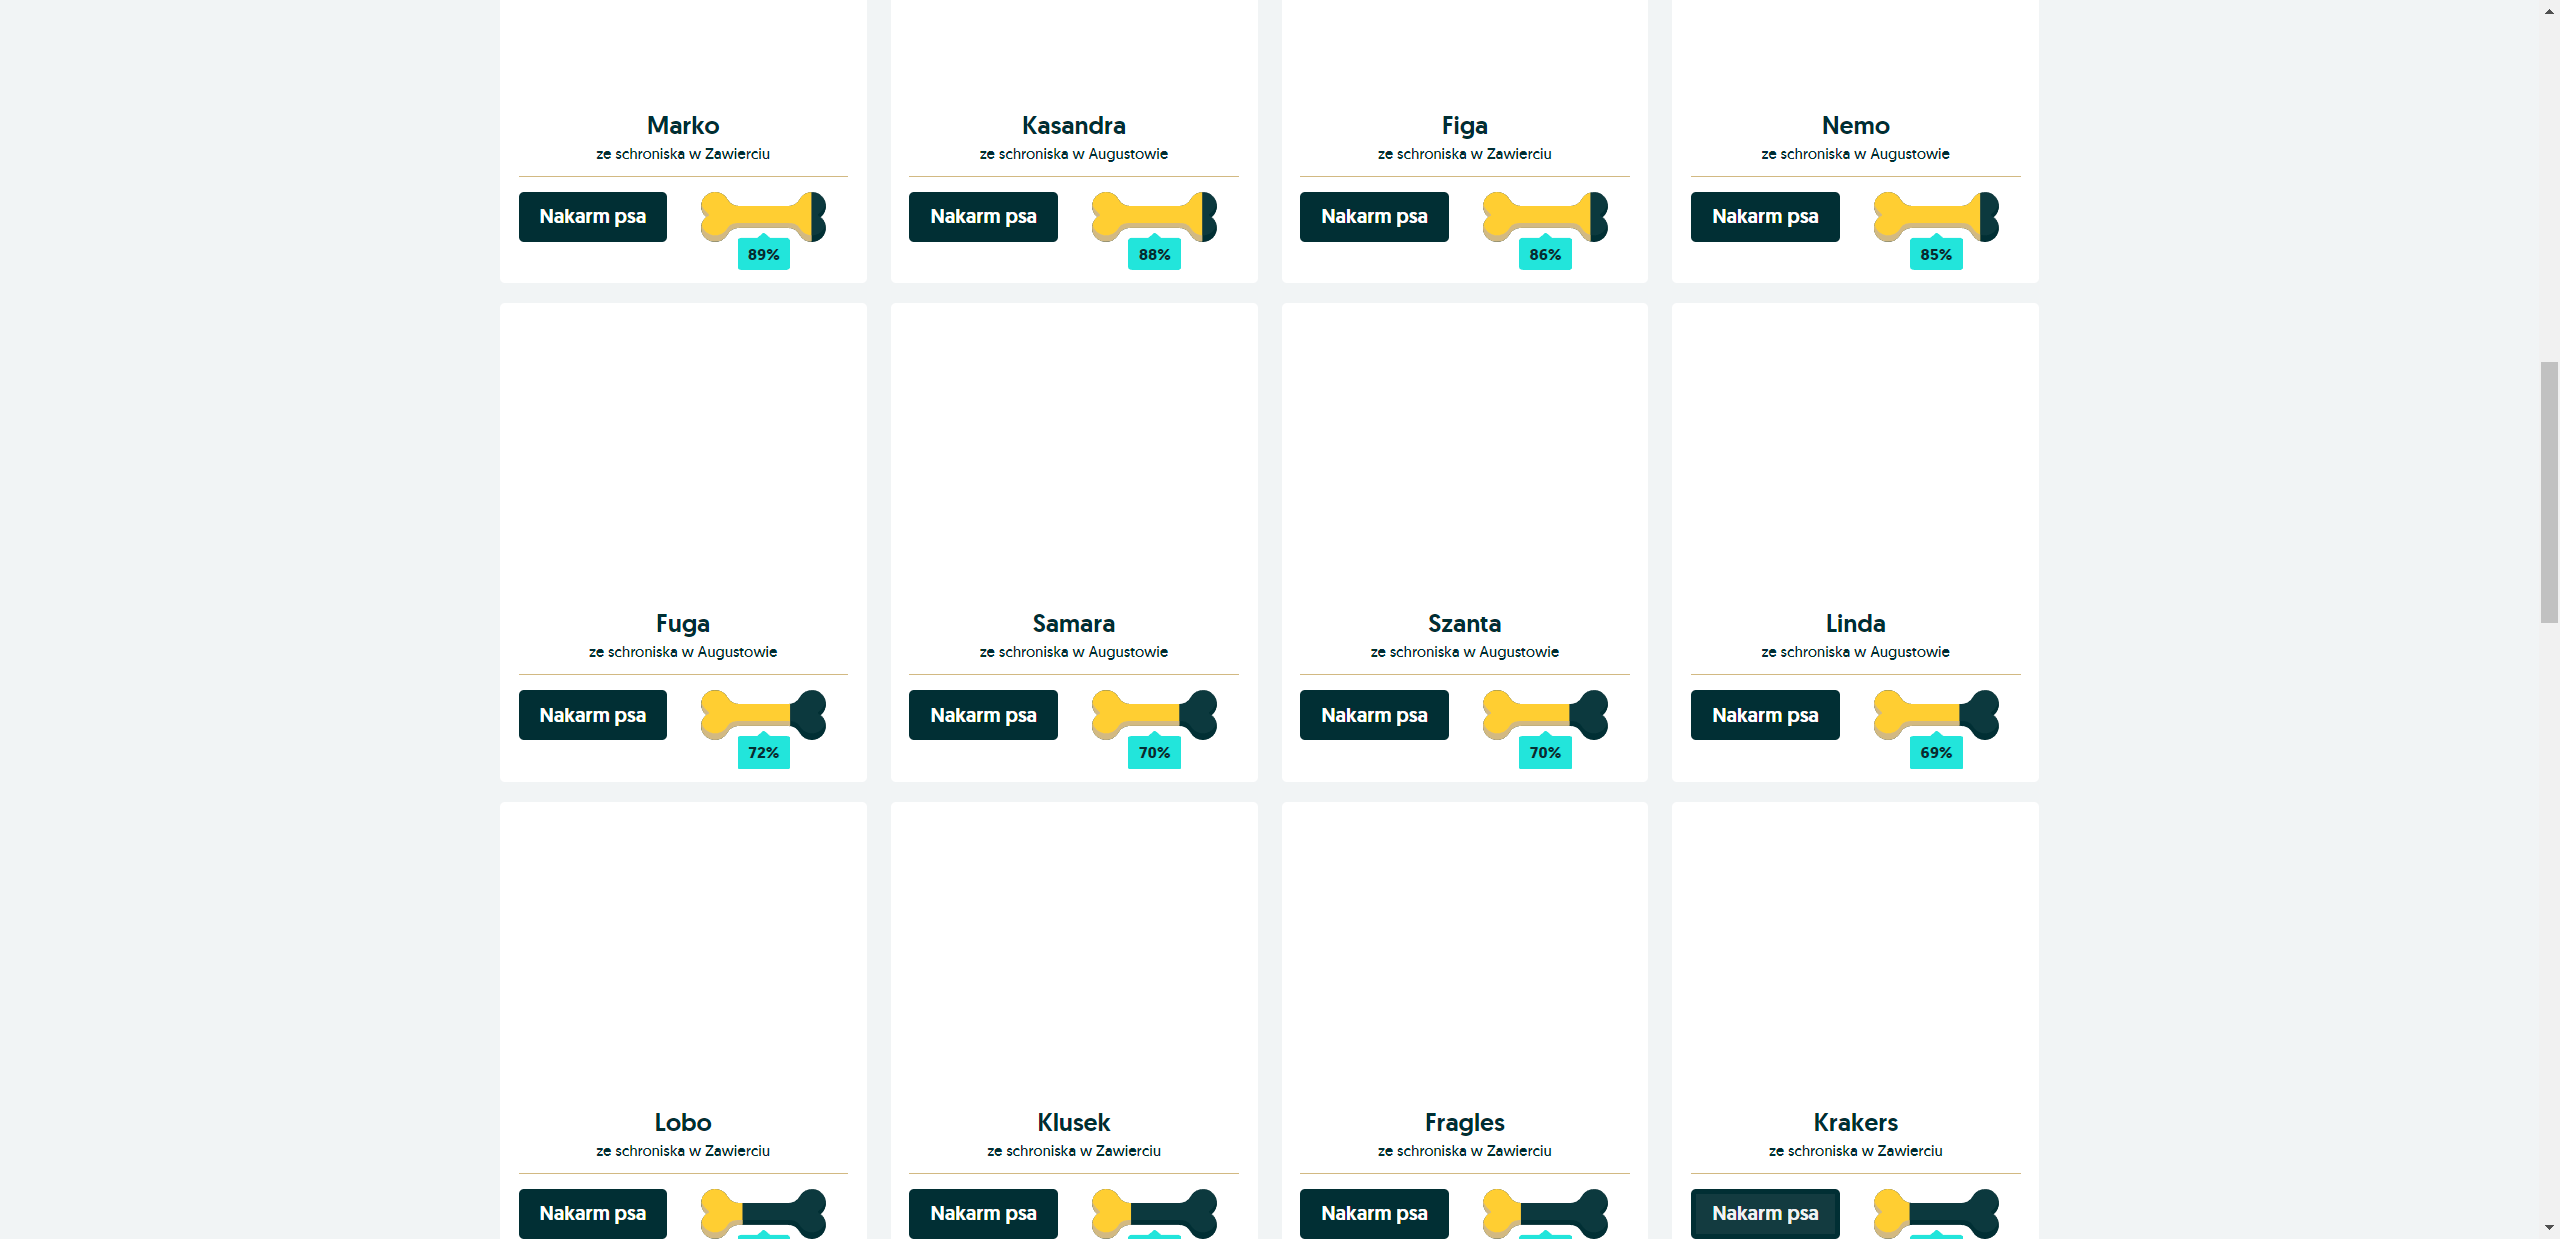 Marko
ze schroniska w Zawierciu
Nakarm psa
89%
Kasandra
ze schroniska w Augustowie
Nakarm psa
88%
Figa
ze schroniska w Zawierciu
Nakarm psa
86%
Nemo
ze schroniska w Augustowie
Nakarm psa
85%
Fuga
ze schroniska w Augustowie
Nakarm psa
72%
Samara
ze schroniska w Augustowie
Nakarm psa
70%
Szanta
ze schroniska w Augustowie
Nakarm psa
70%
Linda
ze schroniska w Augustowie
Nakarm psa
69%
Lobo
ze schroniska w Zawierciu
Nakarm psa
Klusek
ze schroniska w Zawierciu
Nakarm psa
Fragles
ze schroniska w Zawierciu
Nakarm psa
Krakers
ze schroniska w Zawierciu
Nakarm psa